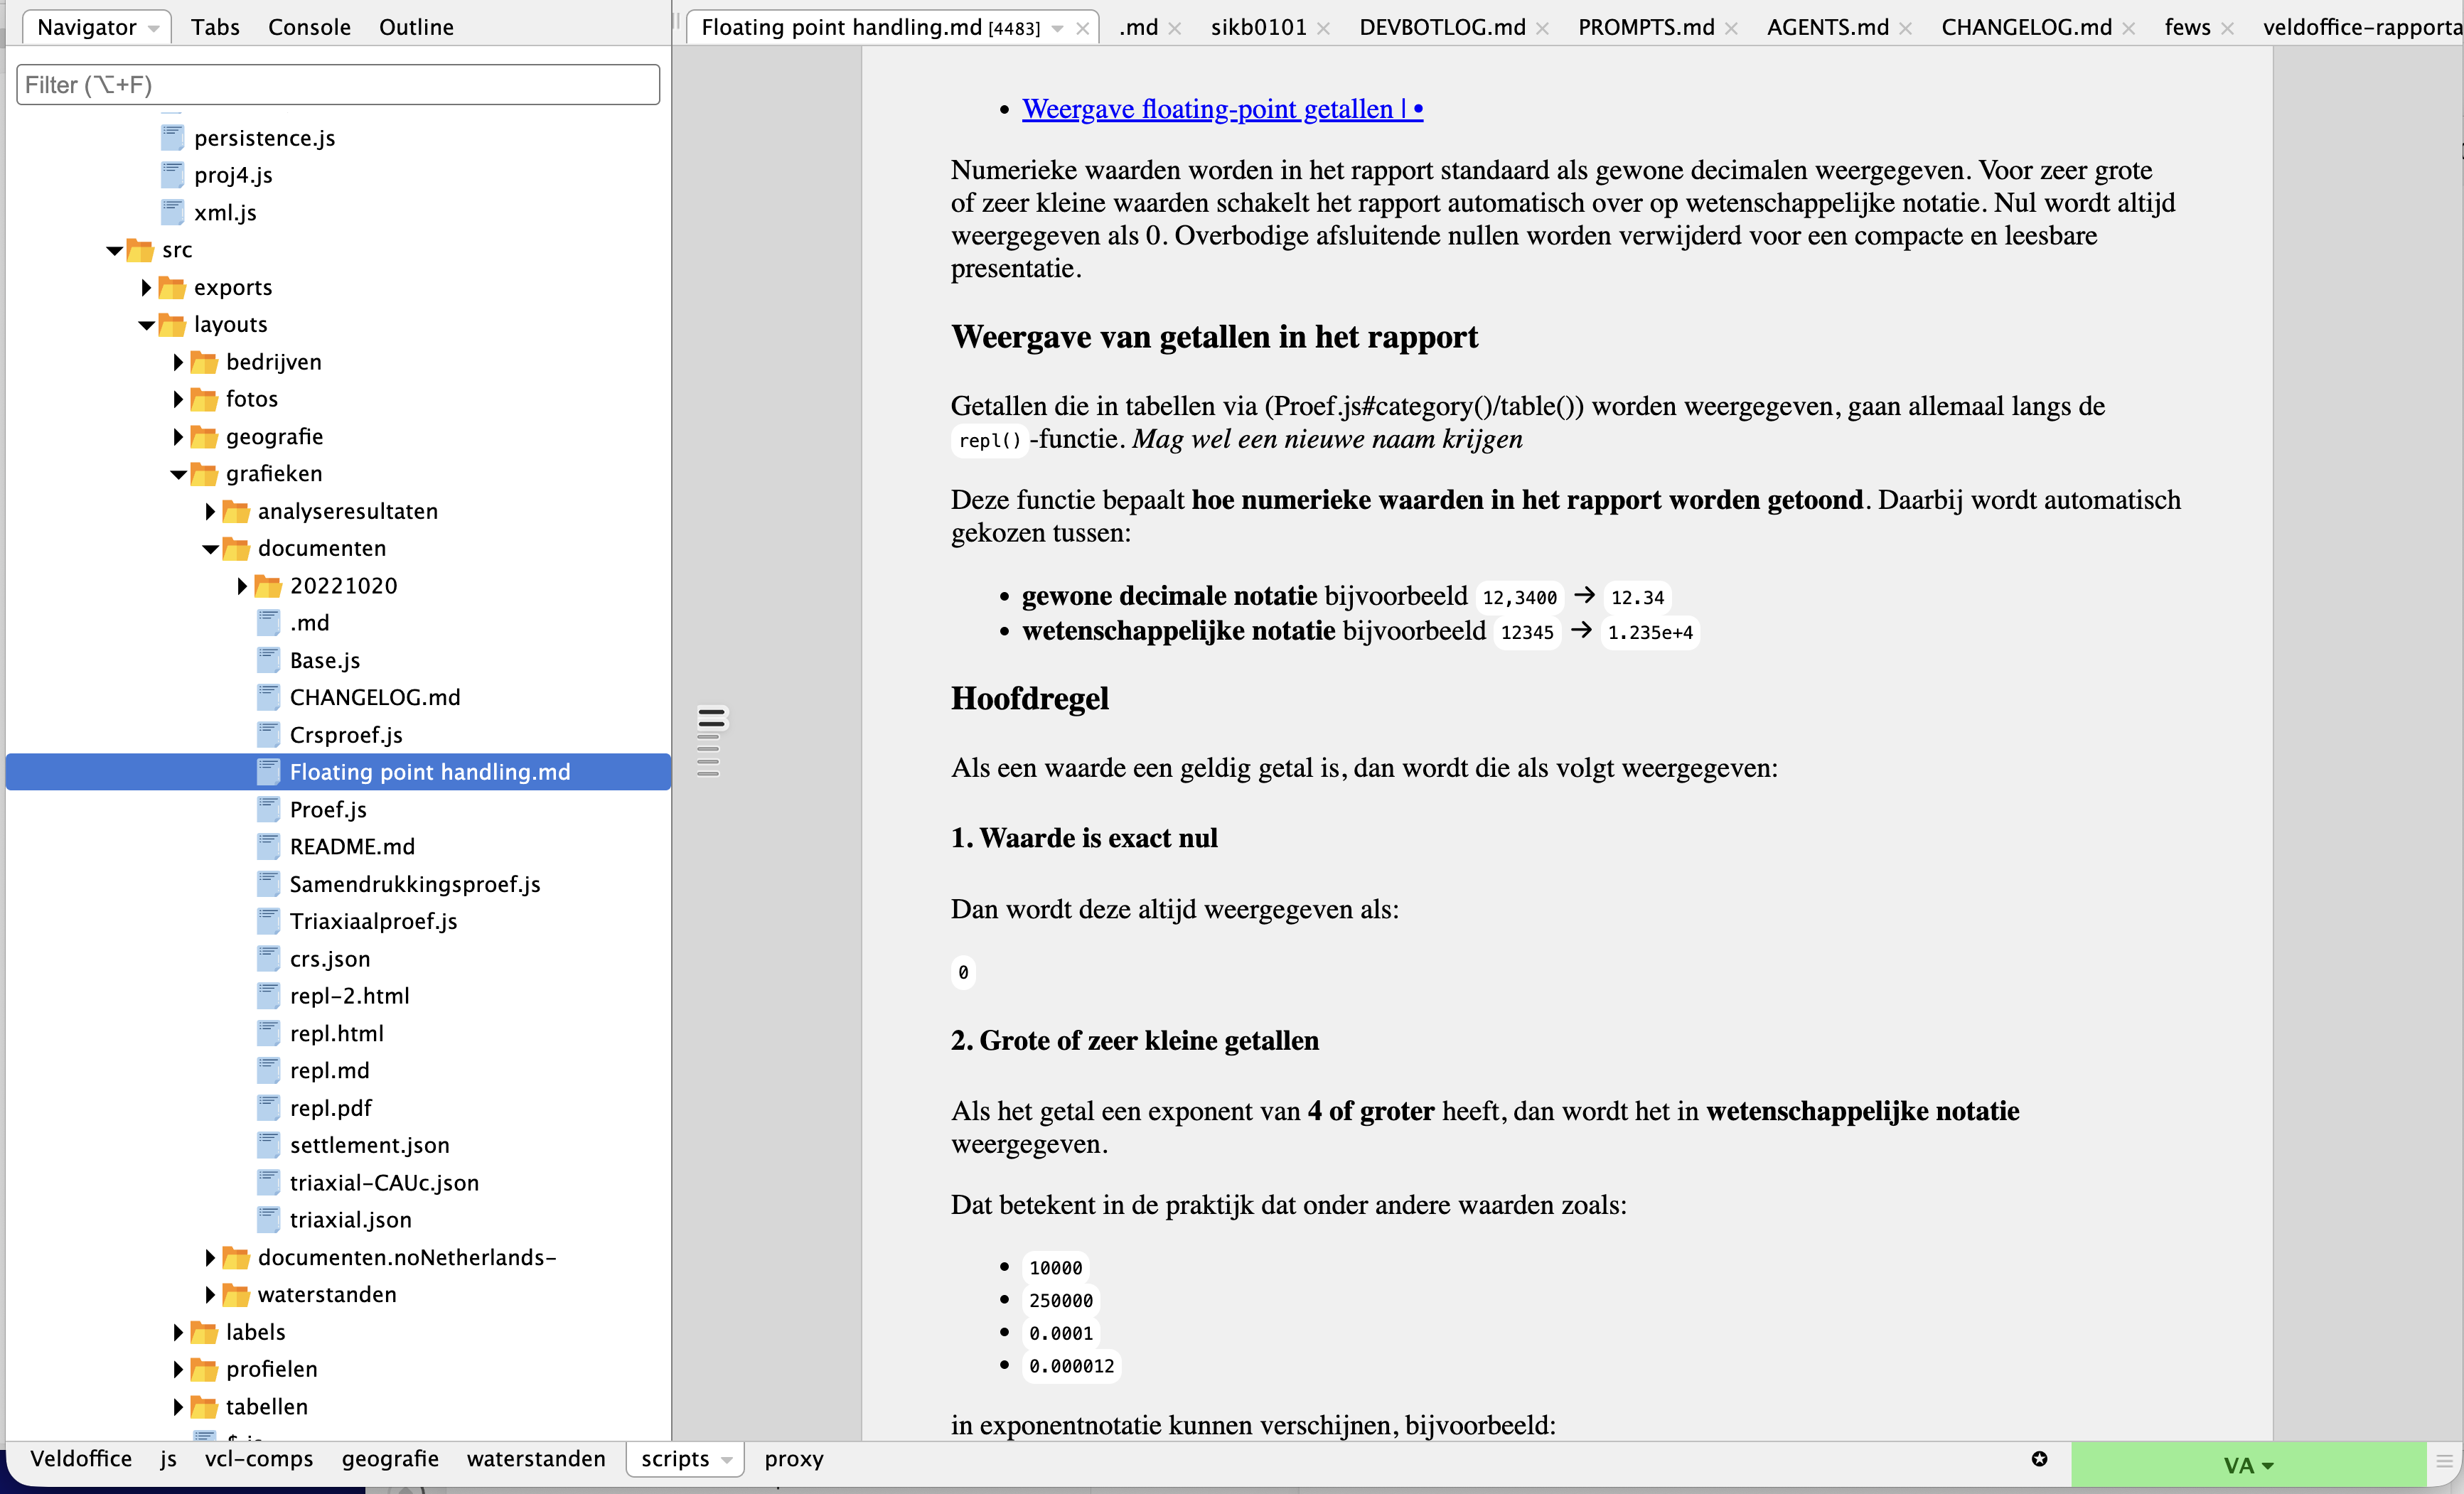 Navigator
Tabs
Console
Outline
Floating point handling.md [4483]
.md
sikb0101
DEVBOTLOG.md
PROMPTS.md
AGENTS.md
CHANGELOG.md
fews
veldoffice-rapporta
Filter (⌥+F)
persistence.js
proj4.js
xml.js
src
exports
layouts
bedrijven
fotos
geografie
grafieken
analyseresultaten
documenten
20221020
.md
Base.js
CHANGELOG.md
Crsproef.js
Floating point handling.md
Proef.js
README.md
Samendrukkingsproef.js
Triaxiaalproef.js
crs.json
repl-2.html
repl.html
repl.md
repl.pdf
settlement.json
triaxial-CAUc.json
triaxial.json
documenten.noNetherlands-
waterstanden
labels
profielen
tabellen
Weergave floating-point getallen | •
Numerieke waarden worden in het rapport standaard als gewone decimalen weergegeven. Voor zeer grote
of zeer kleine waarden schakelt het rapport automatisch over op wetenschappelijke notatie. Nul wordt altijd
weergegeven als 0. Overbodige afsluitende nullen worden verwijderd voor een compacte en leesbare
presentatie.
Weergave van getallen in het rapport
Getallen die in tabellen via (Proef.js#category()/table()) worden weergegeven, gaan allemaal langs de
repl() -functie. Mag wel een nieuwe naam krijgen
Deze functie bepaalt hoe numerieke waarden in het rapport worden getoond. Daarbij wordt automatisch
gekozen tussen:
• gewone decimale notatie bijvoorbeeld 12,3400 → 12.34
• wetenschappelijke notatie bijvoorbeeld 12345 → 1.235e+4
Hoofdregel
Als een waarde een geldig getal is, dan wordt die als volgt weergegeven:
1. Waarde is exact nul
Dan wordt deze altijd weergegeven als:
0
2. Grote of zeer kleine getallen
Als het getal een exponent van 4 of groter heeft, dan wordt het in wetenschappelijke notatie
weergegeven.
Dat betekent in de praktijk dat onder andere waarden zoals:
• 10000
• 250000
• 0.0001
• 0.000012
in exponentnotatie kunnen verschijnen, bijvoorbeeld:
Veldoffice
js
vcl-comps
geografie
waterstanden
scripts
proxy
VA